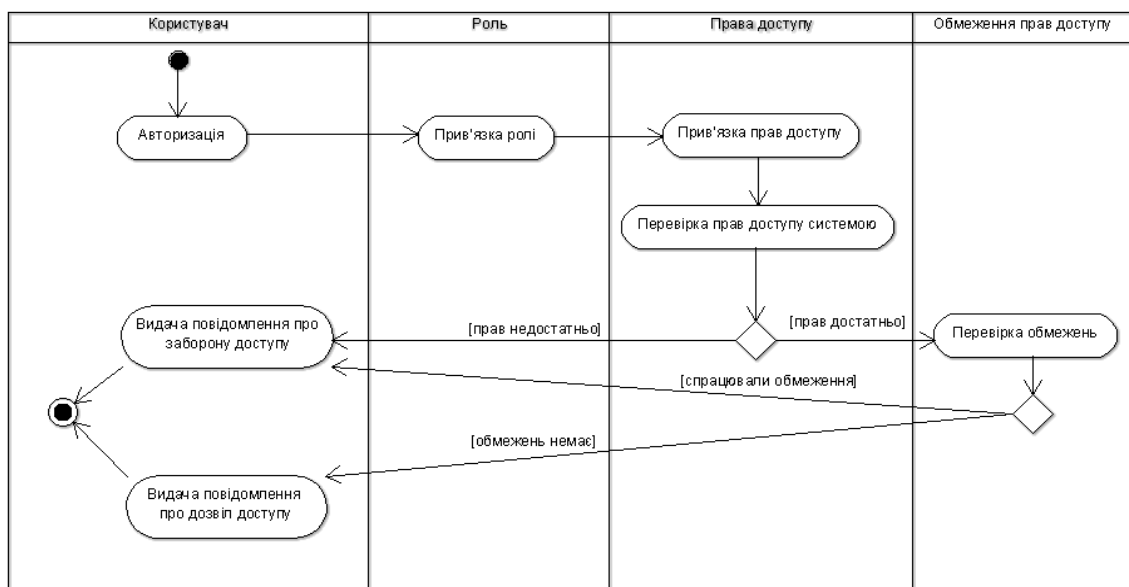 Користувач
Роль
Права доступу
Обмеження прав доступу
Авторизація
Прив'язка ролі
Прив'язка прав доступу
Перевірка прав доступу системою
Видача повідомлення про
заборону доступу
[прав недостатньо]
[прав достатньо]
Перевірка обмежень
[спрацювали обмеження]
[обмежень немає]
Видача повідомлення
про дозвіл доступу